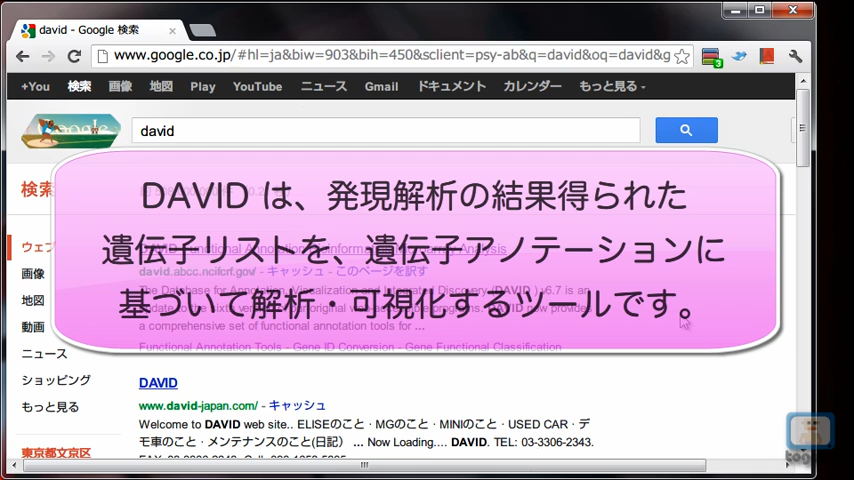 david - Google 検索
www.google.co.jp/#hl=ja&biw=903&bih=450&sclient=psy-ab&q=david&oq=david&g
3
+You 検索 画像 地図 Play YouTube ニュース Gmail ドキュメント カレンダー もっと見る
Google
david
検索
DAVID は、発現解析の結果得られた
遺伝子リストを、遺伝子アノテーションに
基づいて解析・可視化するツールです。
ウェブ
画像
地図
動画
ニュース
ショッピング
もっと見る
東京都文京区
david.abcc.ncifcrf.gov/ - キャッシュ - このページを訳す
a comprehensive set of functional annotation tools for ...
Functional Annotation Tools - Gene ID Conversion - Gene Functional Classification
DAVID
www.david-japan.com/ - キャッシュ
Welcome to DAVID web site.. ELISEのこと · MGのこと · MINIのこと · USED CAR · デ
モ車のこと · メンテナンスのこと(日記) ... Now Loading.... DAVID. TEL: 03-3306-2343.